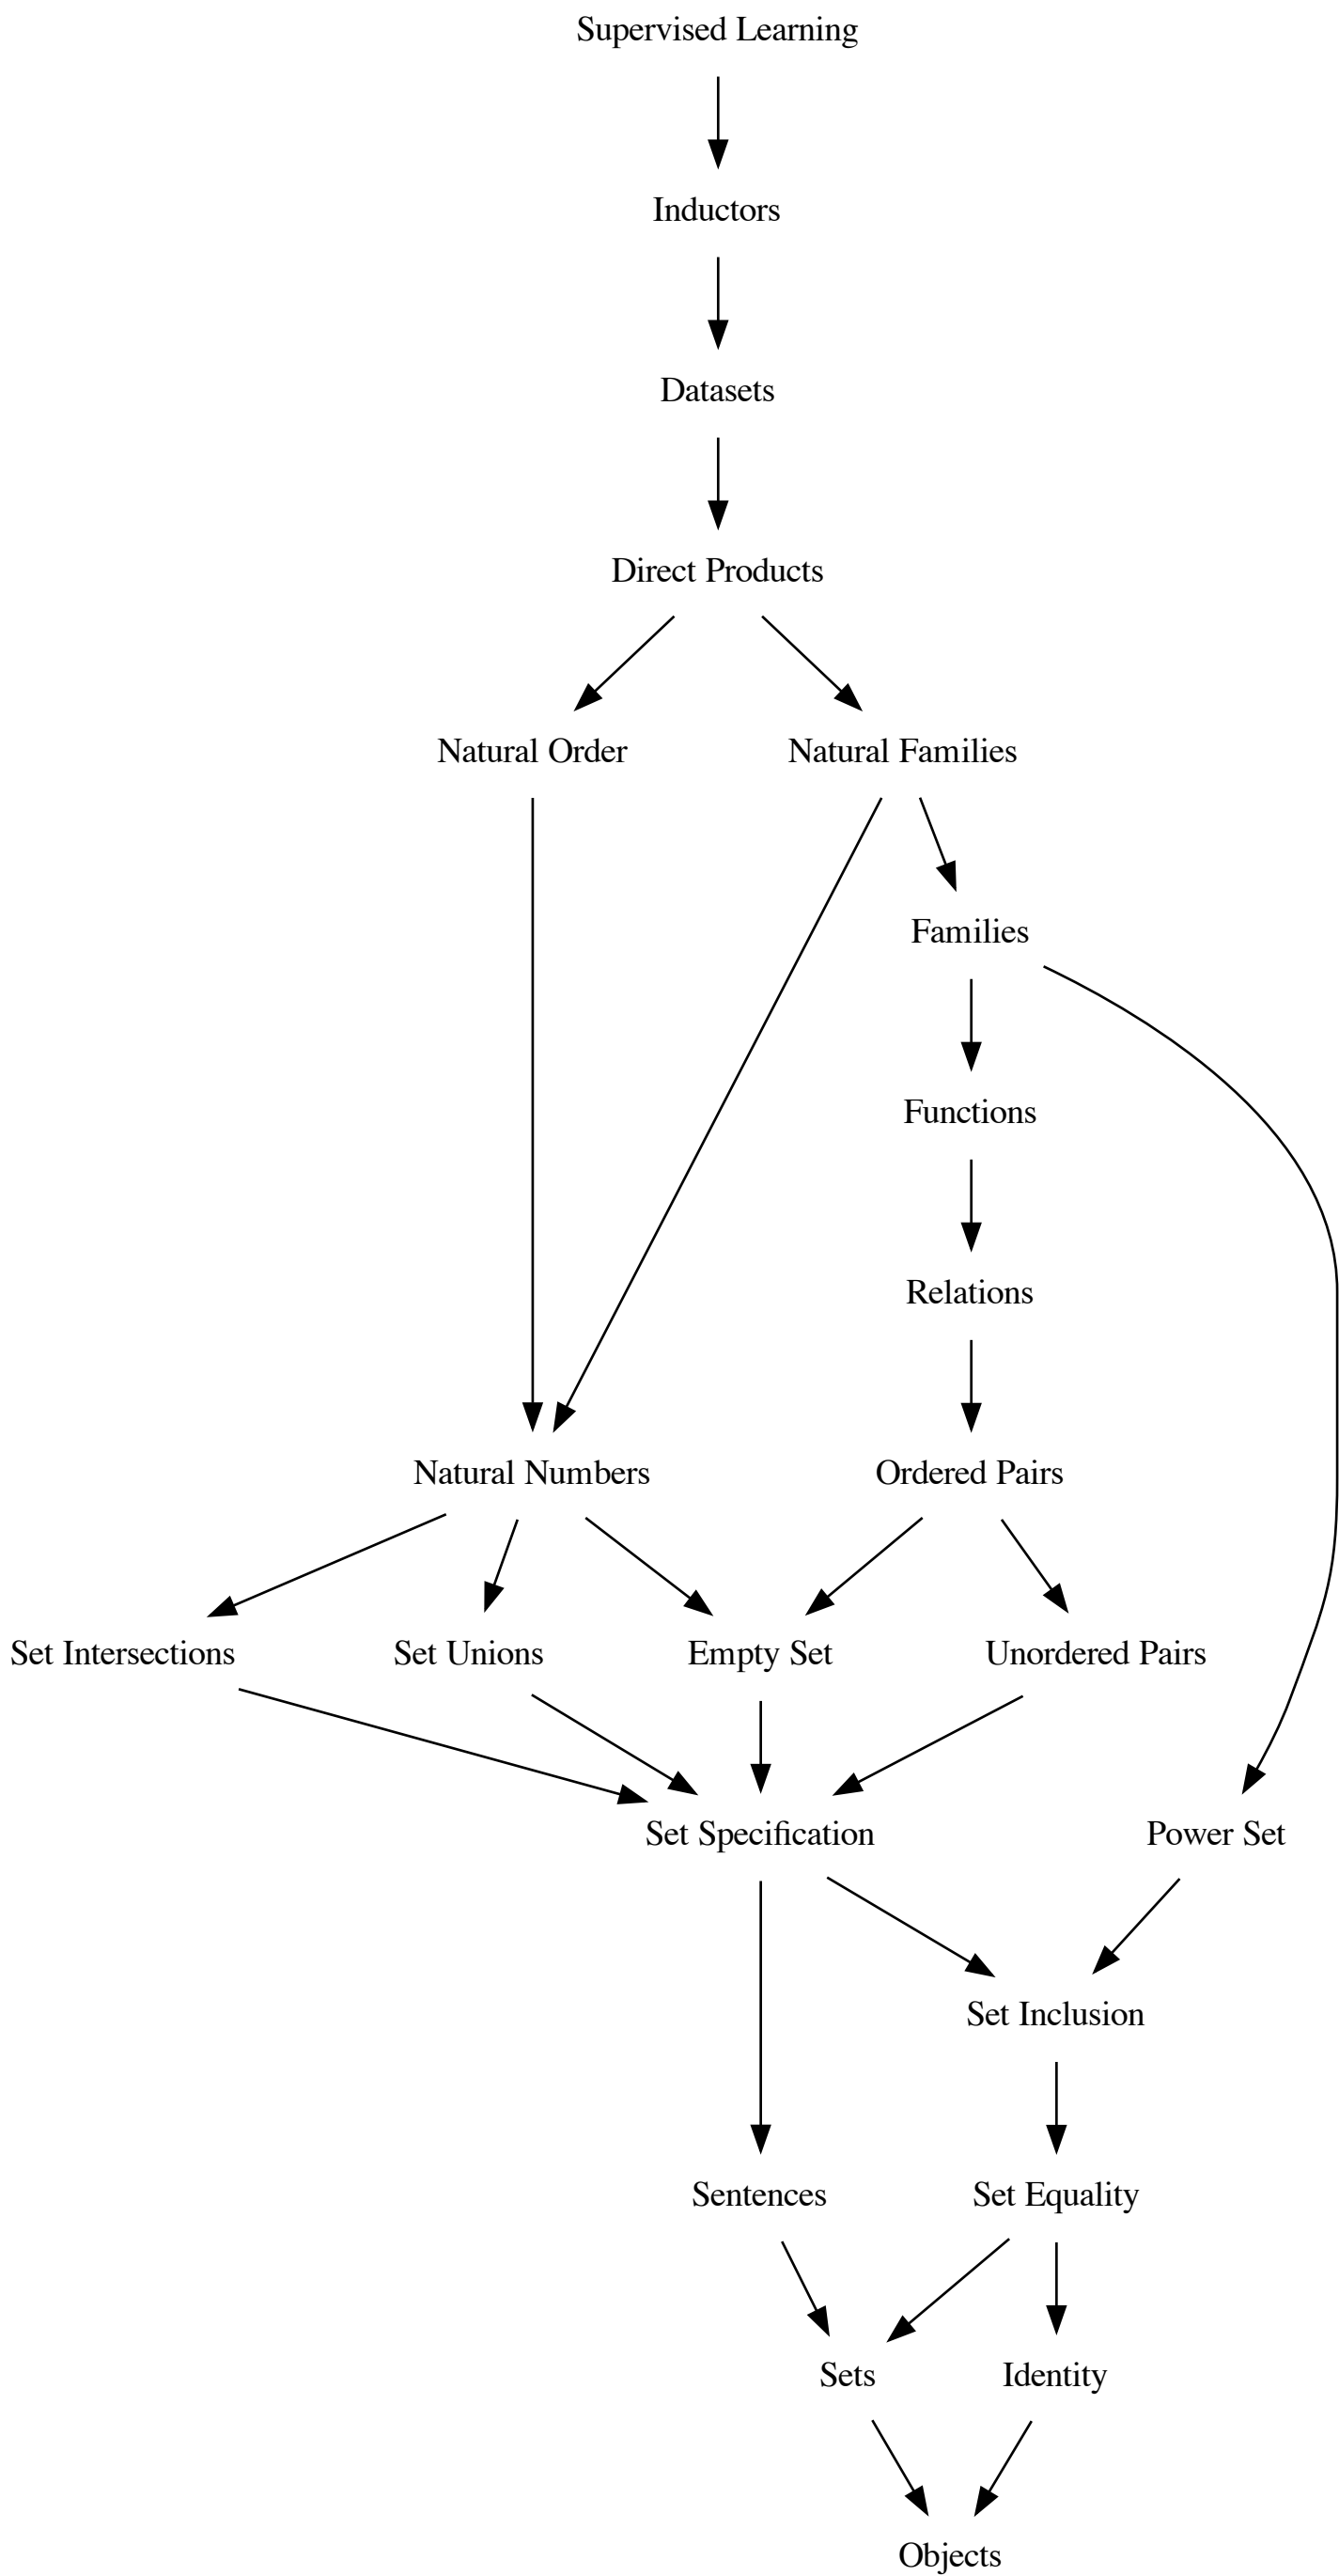 Supervised Learning
Inductors
Datasets
Direct Products
Natural Order
Natural Families
Families
Functions
Relations
Natural Numbers
Ordered Pairs
Set Intersections
Set Unions
Empty Set
Unordered Pairs
Set Specification
Power Set
Set Inclusion
Sentences
Set Equality
Sets
Identity
Objects